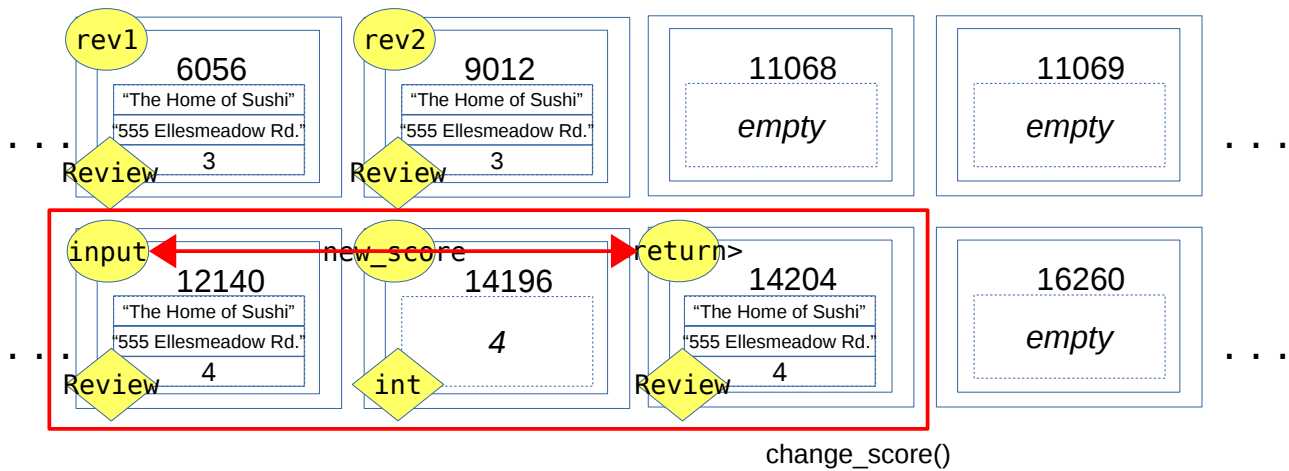 rev1 rev2
6056 9012 11068 11069
“The Home of Sushi” “The Home of Sushi”
“555 Ellesmeadow Rd.” “555 Ellesmeadow Rd.” empty empty
... 3 3 ...
Review Review
input new_score return>
12140 14196 14204 16260
“The Home of Sushi” “The Home of Sushi”
“555 Ellesmeadow Rd.” 4 “555 Ellesmeadow Rd.” empty
... 4 4 ...
Review int Review
change_score()